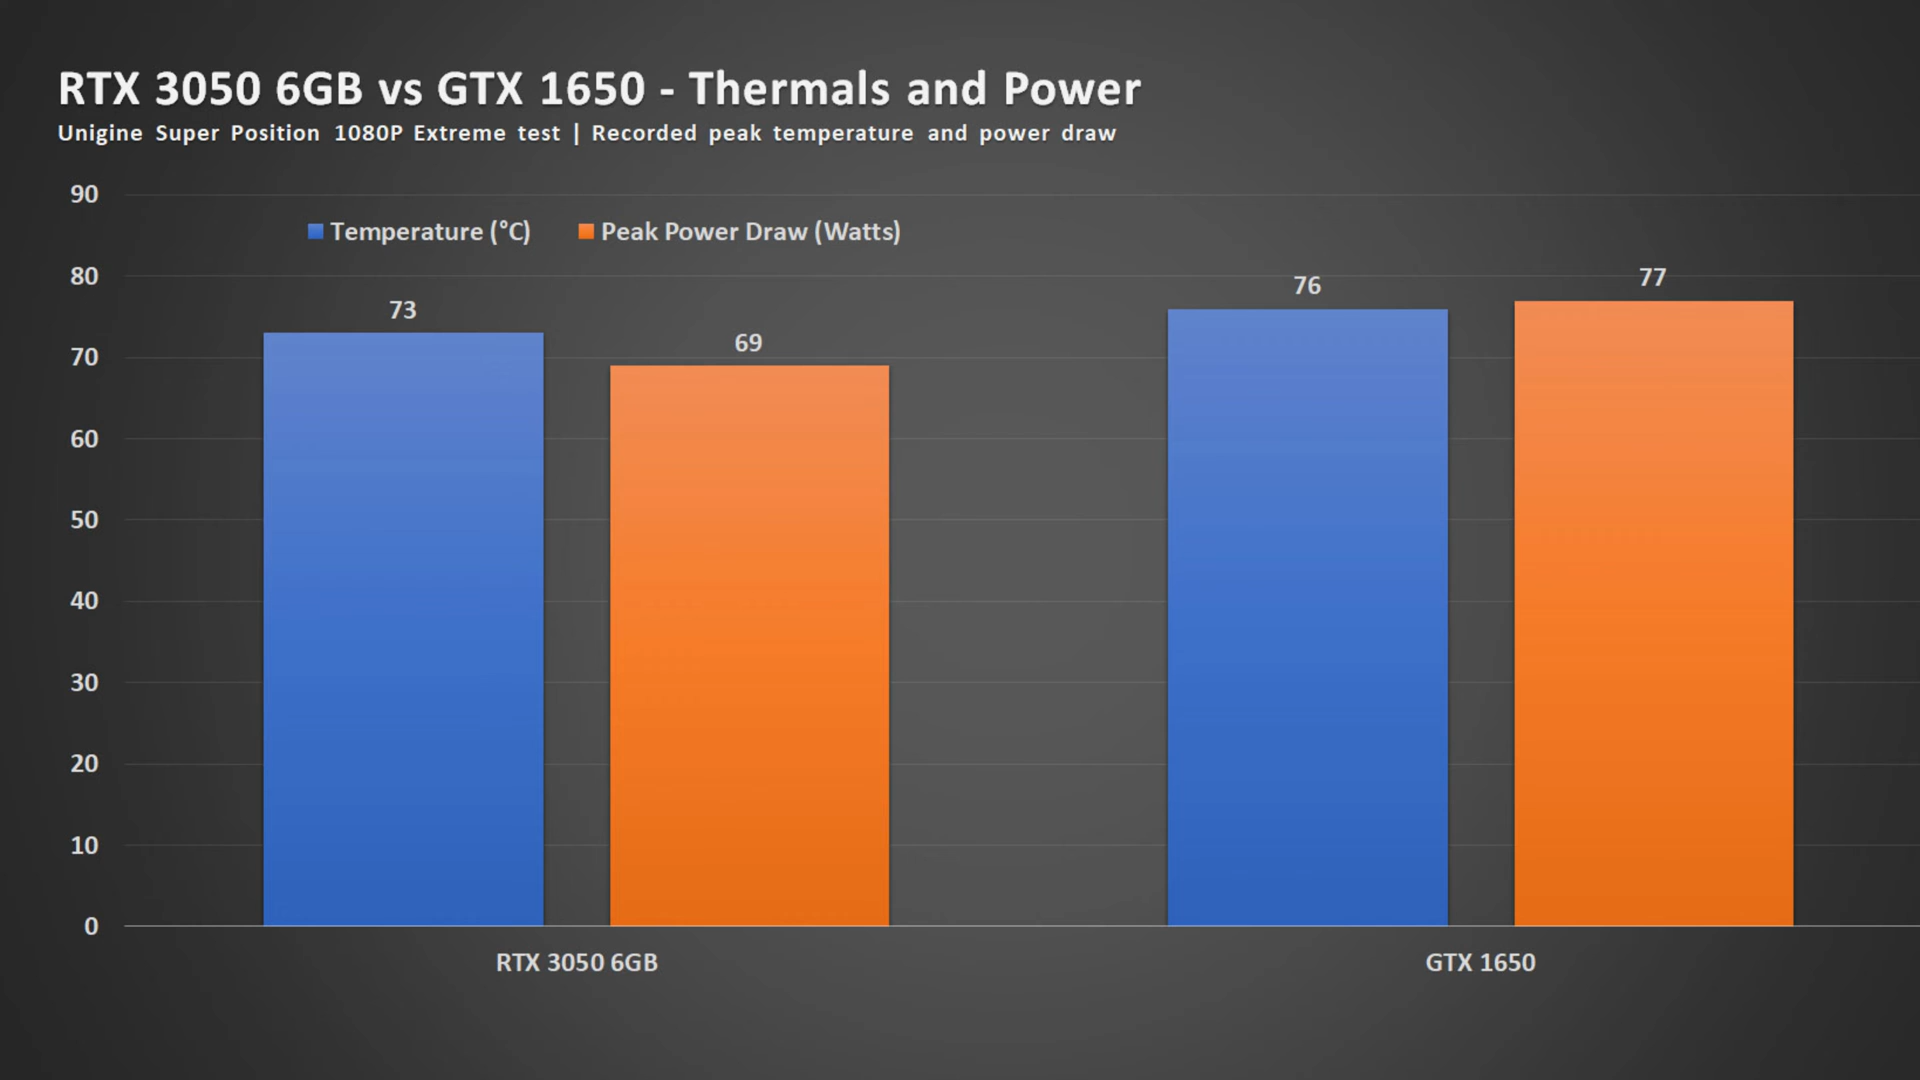 RTX 3050 6GB vs GTX 1650 - Thermals and Power
Unigine Super Position 1080P Extreme test | Recorded peak temperature and power draw
90
Temperature (°C) Peak Power Draw (Watts)
80
73
69
76
77
70
60
50
40
30
20
10
0
RTX 3050 6GB
GTX 1650